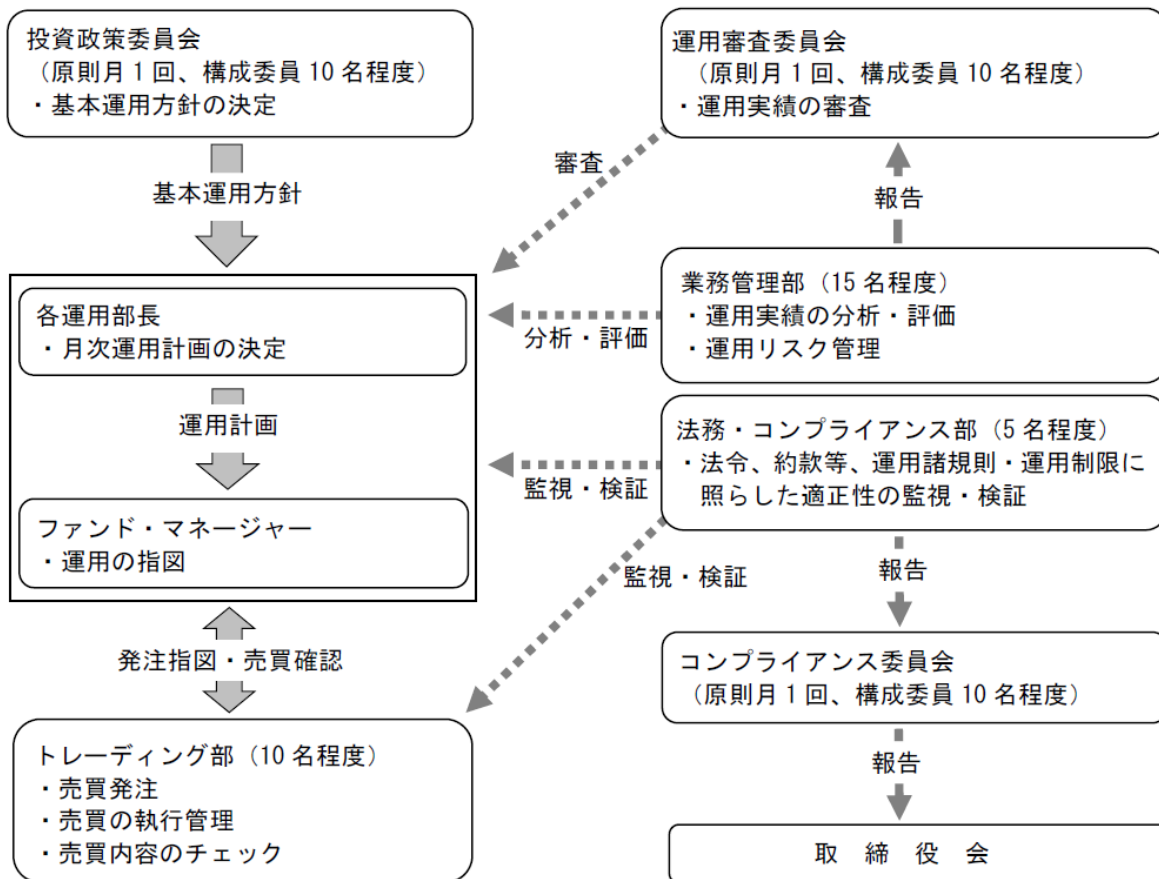 投資政策委員会
(原則月1回、構成委員10名程度)
・基本運用方針の決定
基本運用方針
各運用部長
・月次運用計画の決定
運用計画
ファンド・マネージャー
・運用の指図
発注指図・売買確認
トレーディング部(10名程度)
・売買発注
・売買の執行管理
・売買内容のチェック
運用審査委員会
(原則月1回、構成委員10名程度)
・運用実績の審査
審査
報告
業務管理部(15名程度)
・運用実績の分析・評価
・運用リスク管理
分析・評価
法務・コンプライアンス部(5名程度)
・法令、約款等、運用諸規則・運用制限に
照らした適正性の監視・検証
監視・検証
監視・検証
報告
コンプライアンス委員会
(原則月1回、構成委員10名程度)
報告
取 締 役 会